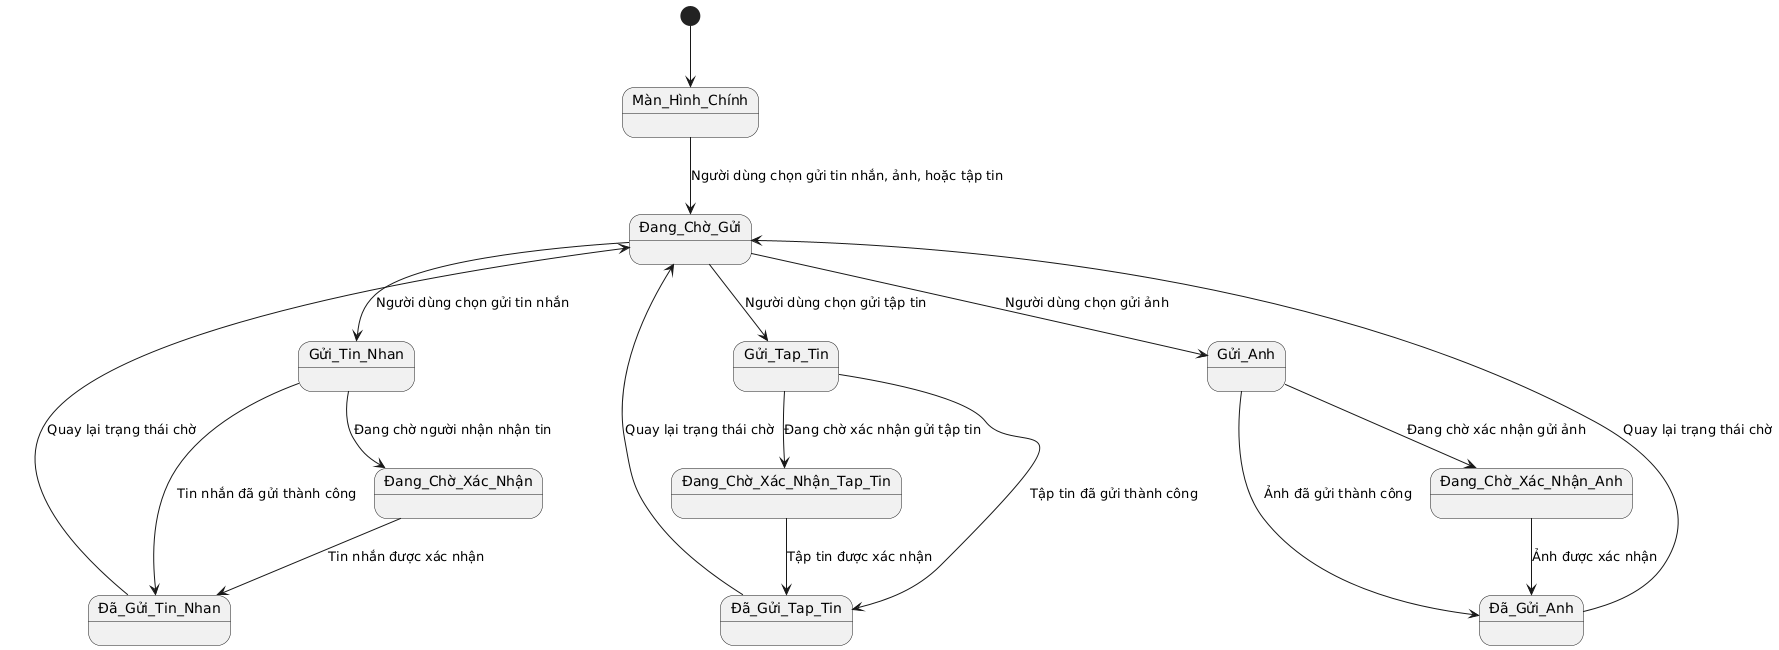 Màn_Hình_Chính
Người dùng chọn gửi tin nhắn, ảnh, hoặc tập tin
Đang_Chờ_Gửi
Người dùng chọn gửi tin nhắn
Người dùng chọn gửi tập tin
Người dùng chọn gửi ảnh
Gửi_Tin_Nhan
Gửi_Tap_Tin
Gửi_Anh
Quay lại trạng thái chờ
Đang chờ người nhận nhận tin
Quay lại trạng thái chờ
Đang chờ xác nhận gửi tập tin
Đang chờ xác nhận gửi ảnh
Quay lại trạng thái chờ
Tin nhắn đã gửi thành công
Đang_Chờ_Xác_Nhận
Đang_Chờ_Xác_Nhận_Tap_Tin
Tập tin đã gửi thành công
Ảnh đã gửi thành công
Đang_Chờ_Xác_Nhận_Anh
Tin nhắn được xác nhận
Tập tin được xác nhận
Ảnh được xác nhận
Đã_Gửi_Tin_Nhan
Đã_Gửi_Tap_Tin
Đã_Gửi_Anh